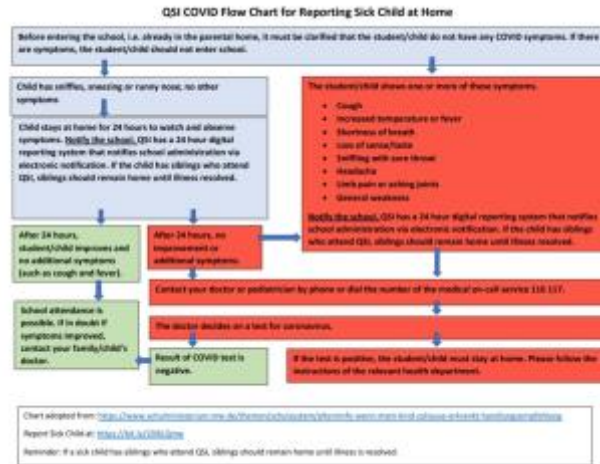 QSI COVID Flow Chart for Reporting Sick Child at Home
Before entering the school, i.e. already in the parental home, it must be clarified that the student/child do not have any COVID symptoms. If there
are symptoms, the student/child should not enter school.
Child has sniffles, sneezing or runny nose, no other
symptoms
Child stays at home for 24 hours to watch and observe
symptoms. Notify the school. QSI has a 24 hour digital
reporting system that notifies school administration via
electronic notification. If the child has siblings who attend
QSI, siblings should remain home until illness resolved.
The student/child shows one or more of these symptoms.
• Cough
• Increased temperature or fever
• Shortness of breath
• Loss of sense/taste
• Sniffling with sore throat
• Headache
• Limb pain or aching joints
• General weakness
Notify the school. QSI has a 24 hour digital reporting system that notifies
school administration via electronic notification. If the child has siblings
who attend QSI, siblings should remain home until illness resolved.
After 24 hours,
student/child improves and
no additional symptoms
(such as cough and fever).
After 24 hours, no
improvement or
additional symptoms.
Contact your doctor or pediatrician by phone or dial the number of the medical on-call service 116 117.
School attendance is
possible. If in doubt if
symptoms improved,
contact your family/child's
doctor.
The doctor decides on a test for coronavirus.
Result of COVID test is
negative.
If the test is positive, the student/child must stay at home. Please follow the
instructions of the relevant health department.
Chart adopted from:
Report Sick Child at:
Reminder: If a sick child has siblings who attend QSI, siblings should remain home until illness is resolved.